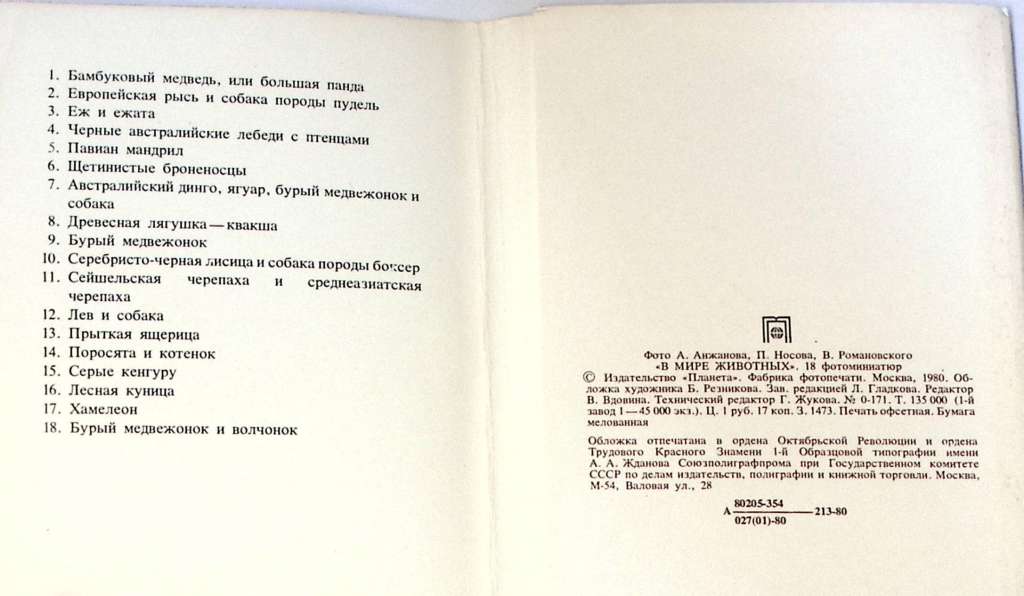 1. Бамбуковый медведь, или большая панда
2. Европейская рысь и собака породы пудель
3. Еж и ежата
4. Черные австралийские лебеди с птенцами
5. Павиан мандрил
6. Щетинистые броненосцы
7. Австралийский динго, ягуар, бурый медвежонок и
собака
8. Древесная лягушка — квакша
9. Бурый медвежонок
10. Серебристо-черная лисица и собака породы боксер
11. Сейшельская черепаха и среднеазиатская
черепаха
12. Лев и собака
13. Прыткая ящерица
14. Поросята и котенок
15. Серые кенгуру
16. Лесная куница
17. Хамелеон
18. Бурый медвежонок и волчонок
Фото А. Анжанова, П. Носова, В. Романовского
«В МИРЕ ЖИВОТНЫХ». 18 фотоминиатюр
© Издательство «Планета». Фабрика фотопечати. Москва, 1980. Об-
ложка художника Б. Резникова. Зав. редакцией Л. Гладкова. Редактор
В. Вдовина. Технический редактор Г. Жукова. № 0-171. Т. 135 000 (1-й
завод 1—45 000 экз.). Ц. 1 руб. 17 коп. З. 1473. Печать офсетная. Бумага
мелованная
Обложка отпечатана в ордена Октябрьской Революции и ордена
Трудового Красного Знамени 1-й Образцовой типографии имени
А. А. Жданова Союзполиграфпрома при Государственном комитете
СССР по делам издательств, полиграфии и книжной торговли. Москва,
М-54, Валовая ул., 28
80205-354
А ———— 213-80
027(01)-80